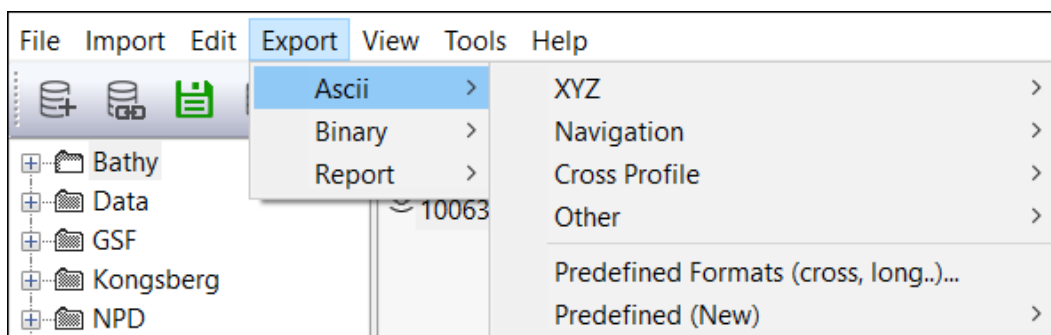 File Import Edit Export View Tools Help
Ascii > XYZ >
Binary > Navigation >
Bathy
Report > Cross Profile >
Data
10063 Other >
GSF
Kongsberg Predefined Formats (cross, long..)...
NPD Predefined (New) >